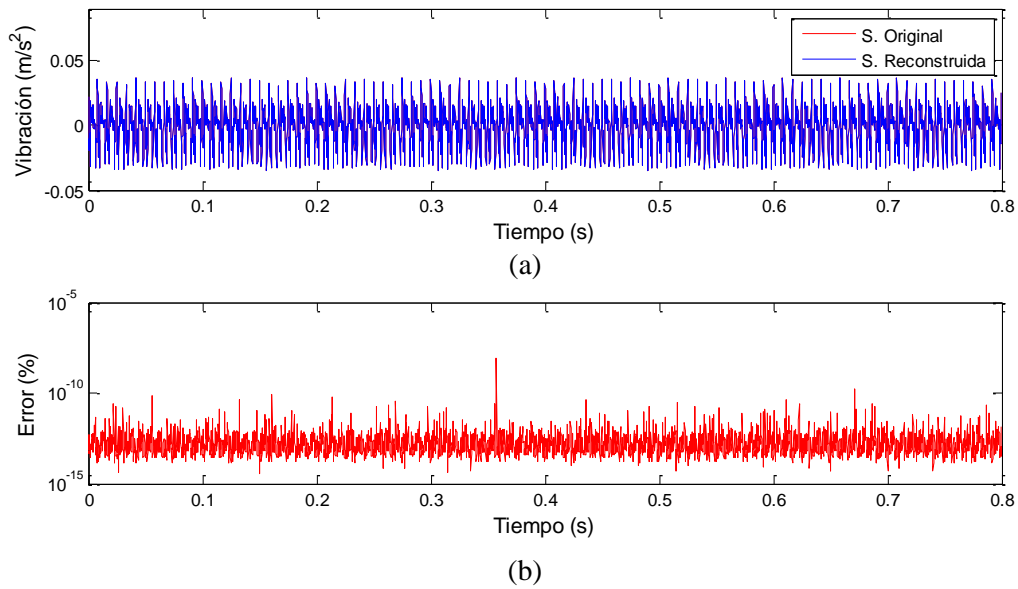 S. Original
S. Reconstruida
Vibración (m/s²)
0.05
0
-0.05
0 0.1 0.2 0.3 0.4 0.5 0.6 0.7 0.8
Tiempo (s)
(a)
Error (%)
10⁻⁵
10⁻¹⁰
10⁻¹⁵
0 0.1 0.2 0.3 0.4 0.5 0.6 0.7 0.8
Tiempo (s)
(b)